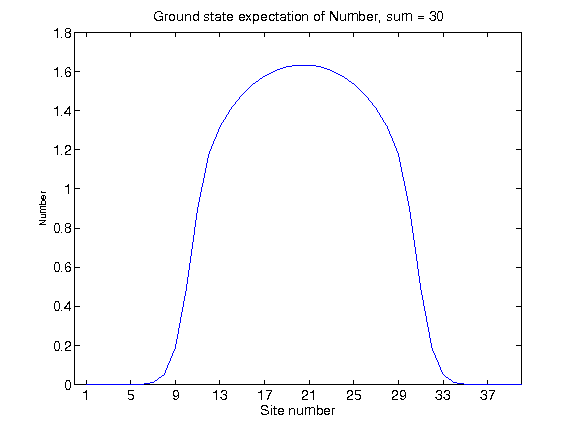 Ground state expectation of Number, sum = 30
1.8
1.6
1.4
1.2
1
0.8
0.6
0.4
0.2
0
Number
1 5 9 13 17 21 25 29 33 37
Site number